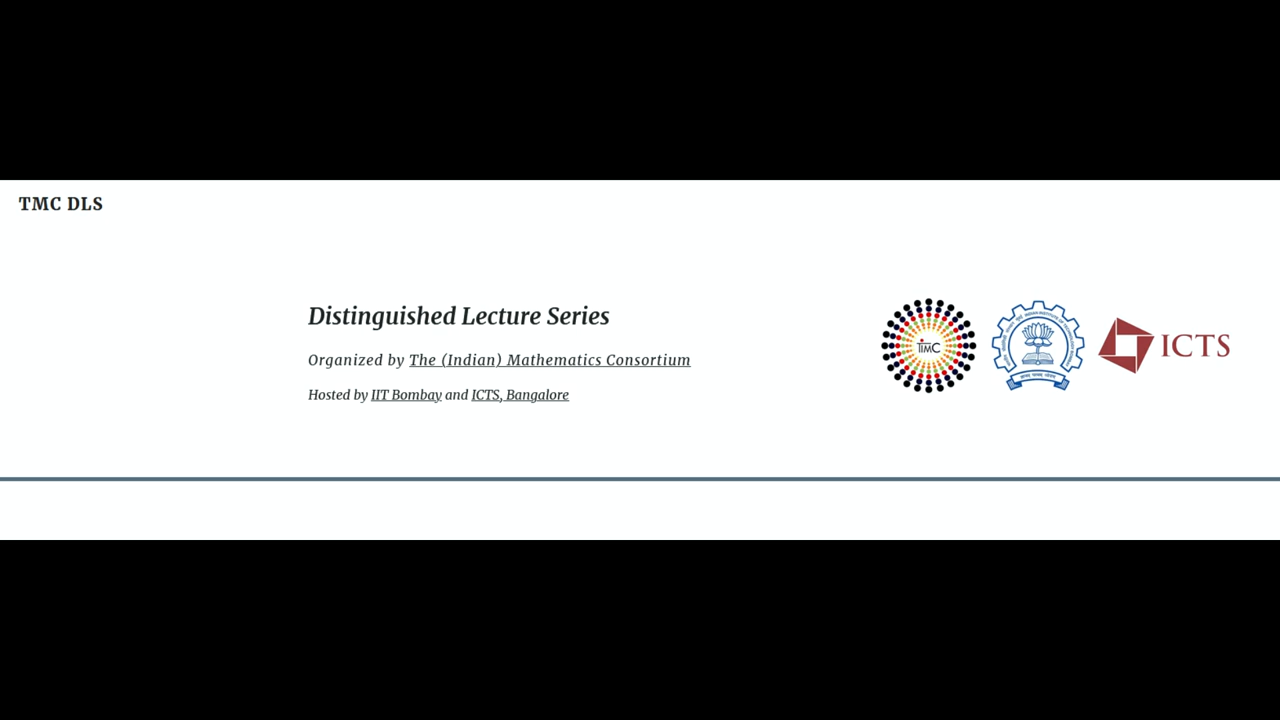 TMC DLS
Distinguished Lecture Series
Organized by The (Indian) Mathematics Consortium
Hosted by IIT Bombay and ICTS, Bangalore
TIMC
ICTS